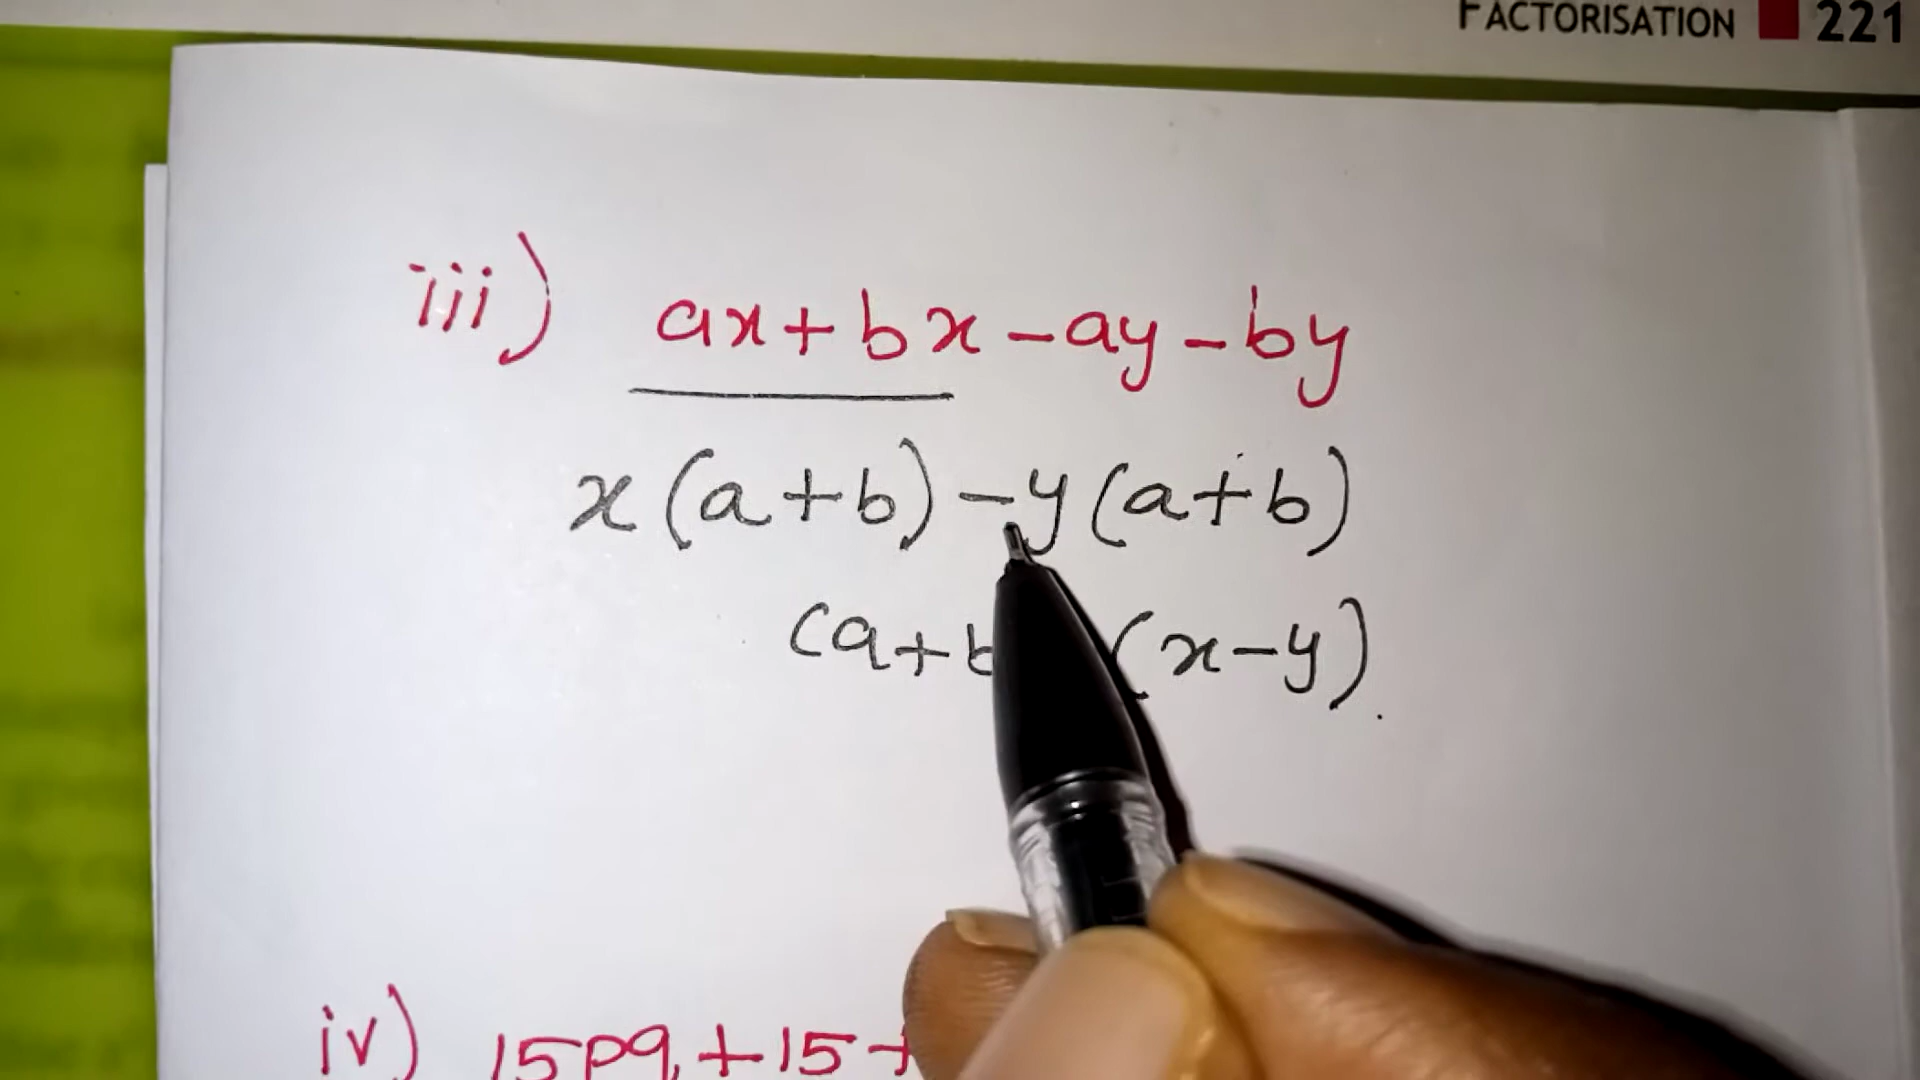 FACTORISATION 221
iii) ax + bx - ay - by
x (a + b) - y (a + b)
(a + b (x - y).
iv) 15pq + 15 +